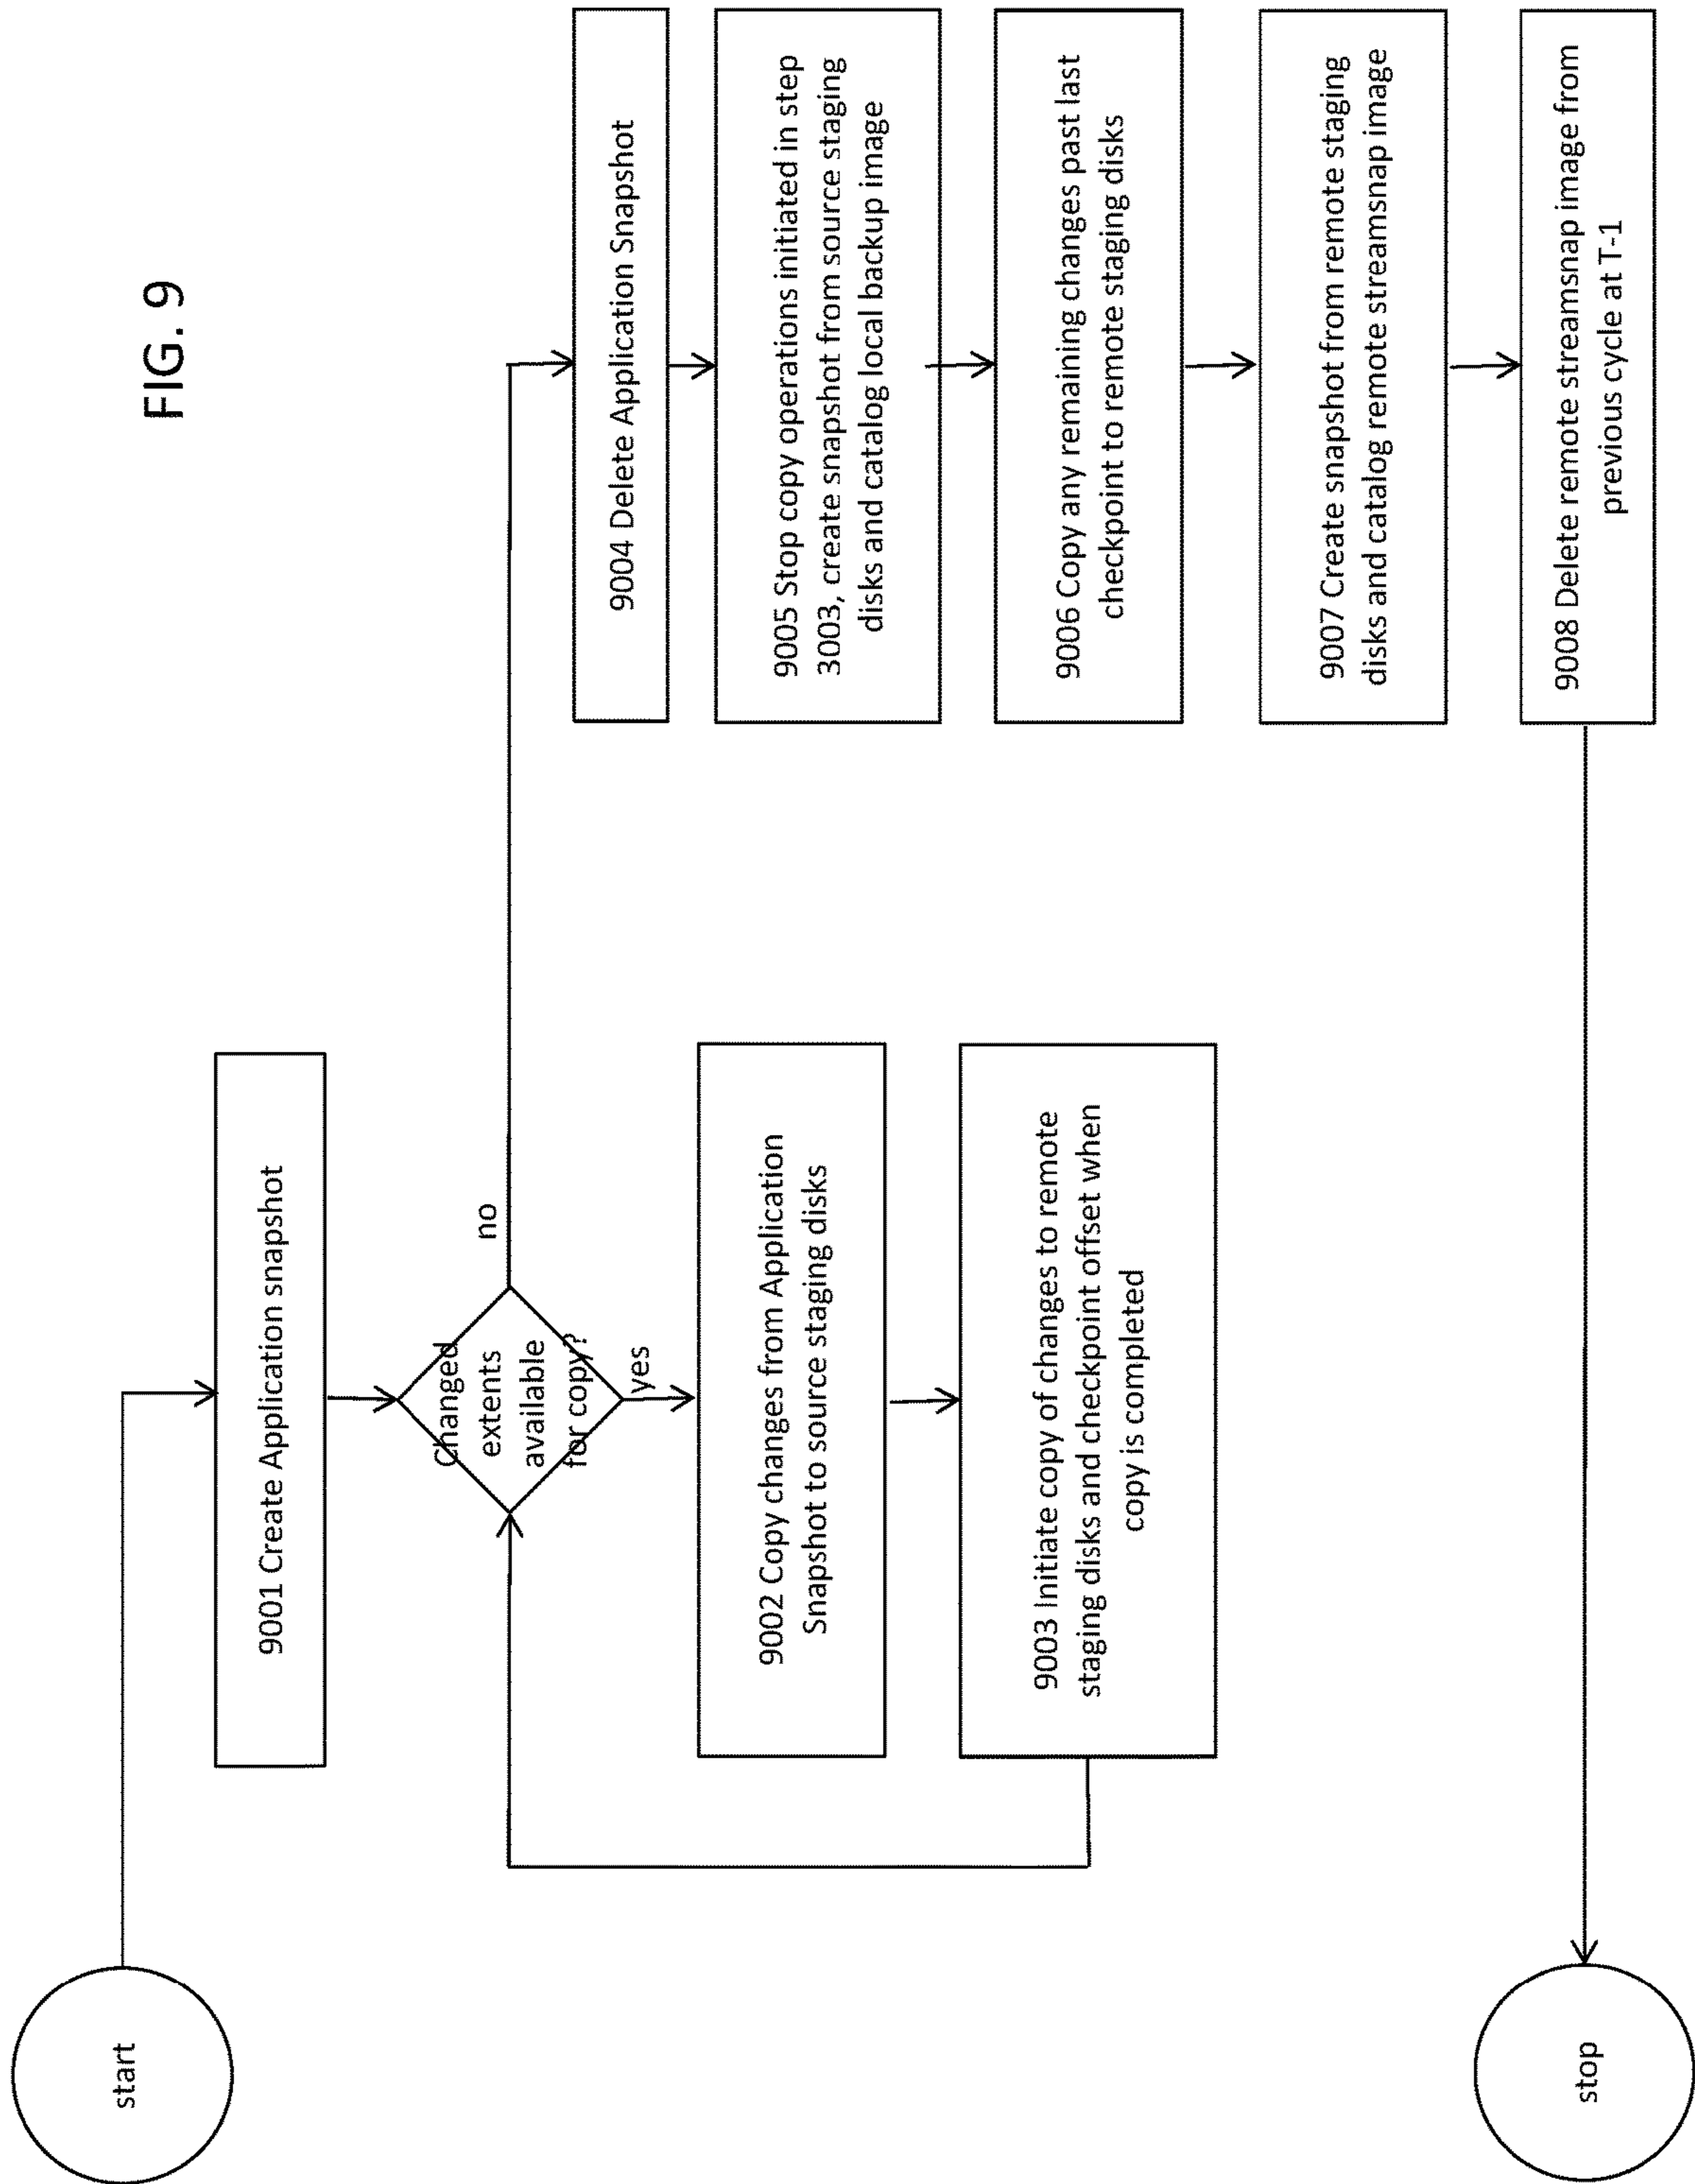 FIG. 9
start
9001 Create Application snapshot
Changed
extents
available
for copy?
no
yes
9002 Copy changes from Application
Snapshot to source staging disks
9003 Initiate copy of changes to remote
staging disks and checkpoint offset when
copy is completed
9004 Delete Application Snapshot
9005 Stop copy operations initiated in step
3003, create snapshot from source staging
disks and catalog local backup image
9006 Copy any remaining changes past last
checkpoint to remote staging disks
9007 Create snapshot from remote staging
disks and catalog remote streamsnap image
9008 Delete remote streamsnap image from
previous cycle at T-1
stop